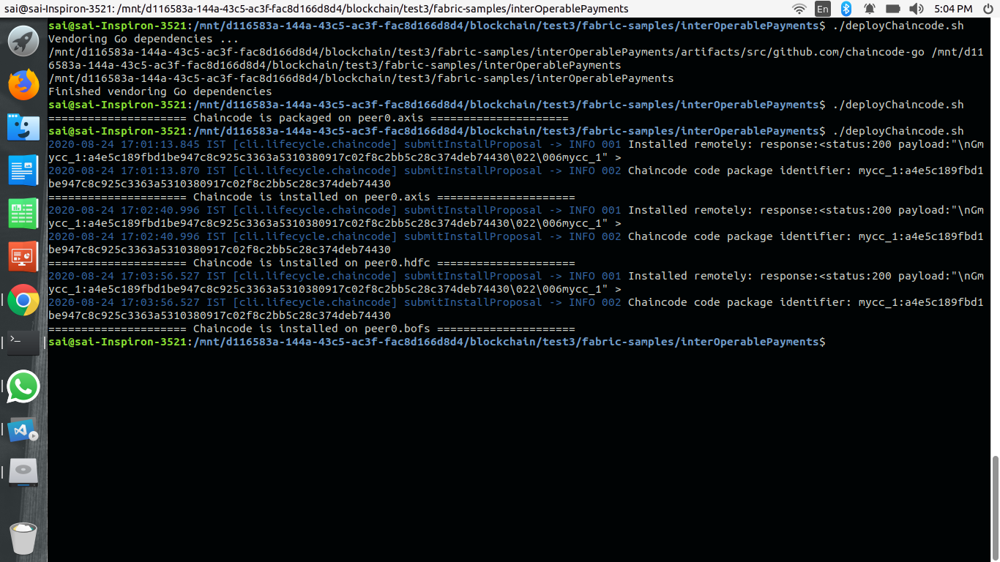 sai@sai-Inspiron-3521: /mnt/d116583a-144a-43c5-ac3f-fac8d166d8d4/blockchain/test3/fabric-samples/interOperablePayments
En
5:04 PM
sai@sai-Inspiron-3521:/mnt/d116583a-144a-43c5-ac3f-fac8d166d8d4/blockchain/test3/fabric-samples/interOperablePayments$ ./deployChaincode.sh
Vendoring Go dependencies ...
/mnt/d116583a-144a-43c5-ac3f-fac8d166d8d4/blockchain/test3/fabric-samples/interOperablePayments/artifacts/src/github.com/chaincode-go /mnt/d11
6583a-144a-43c5-ac3f-fac8d166d8d4/blockchain/test3/fabric-samples/interOperablePayments
/mnt/d116583a-144a-43c5-ac3f-fac8d166d8d4/blockchain/test3/fabric-samples/interOperablePayments
Finished vendoring Go dependencies
sai@sai-Inspiron-3521:/mnt/d116583a-144a-43c5-ac3f-fac8d166d8d4/blockchain/test3/fabric-samples/interOperablePayments$ ./deployChaincode.sh
===================== Chaincode is packaged on peer0.axis =====================
sai@sai-Inspiron-3521:/mnt/d116583a-144a-43c5-ac3f-fac8d166d8d4/blockchain/test3/fabric-samples/interOperablePayments$ ./deployChaincode.sh
2020-08-24 17:01:13.845 IST [cli.lifecycle.chaincode] submitInstallProposal -> INFO 001 Installed remotely: response:<status:200 payload:"\nGm
ycc_1:a4e5c189fbd1be947c8c925c3363a5310380917c02f8c2bb5c28c374deb74430\022\006mycc_1" >
2020-08-24 17:01:13.870 IST [cli.lifecycle.chaincode] submitInstallProposal -> INFO 002 Chaincode code package identifier: mycc_1:a4e5c189fbd1
be947c8c925c3363a5310380917c02f8c2bb5c28c374deb74430
===================== Chaincode is installed on peer0.axis =====================
2020-08-24 17:02:40.996 IST [cli.lifecycle.chaincode] submitInstallProposal -> INFO 001 Installed remotely: response:<status:200 payload:"\nGm
ycc_1:a4e5c189fbd1be947c8c925c3363a5310380917c02f8c2bb5c28c374deb74430\022\006mycc_1" >
2020-08-24 17:02:40.996 IST [cli.lifecycle.chaincode] submitInstallProposal -> INFO 002 Chaincode code package identifier: mycc_1:a4e5c189fbd1
be947c8c925c3363a5310380917c02f8c2bb5c28c374deb74430
===================== Chaincode is installed on peer0.hdfc =====================
2020-08-24 17:03:56.527 IST [cli.lifecycle.chaincode] submitInstallProposal -> INFO 001 Installed remotely: response:<status:200 payload:"\nGm
ycc_1:a4e5c189fbd1be947c8c925c3363a5310380917c02f8c2bb5c28c374deb74430\022\006mycc_1" >
2020-08-24 17:03:56.527 IST [cli.lifecycle.chaincode] submitInstallProposal -> INFO 002 Chaincode code package identifier: mycc_1:a4e5c189fbd1
be947c8c925c3363a5310380917c02f8c2bb5c28c374deb74430
===================== Chaincode is installed on peer0.bofs =====================
sai@sai-Inspiron-3521:/mnt/d116583a-144a-43c5-ac3f-fac8d166d8d4/blockchain/test3/fabric-samples/interOperablePayments$